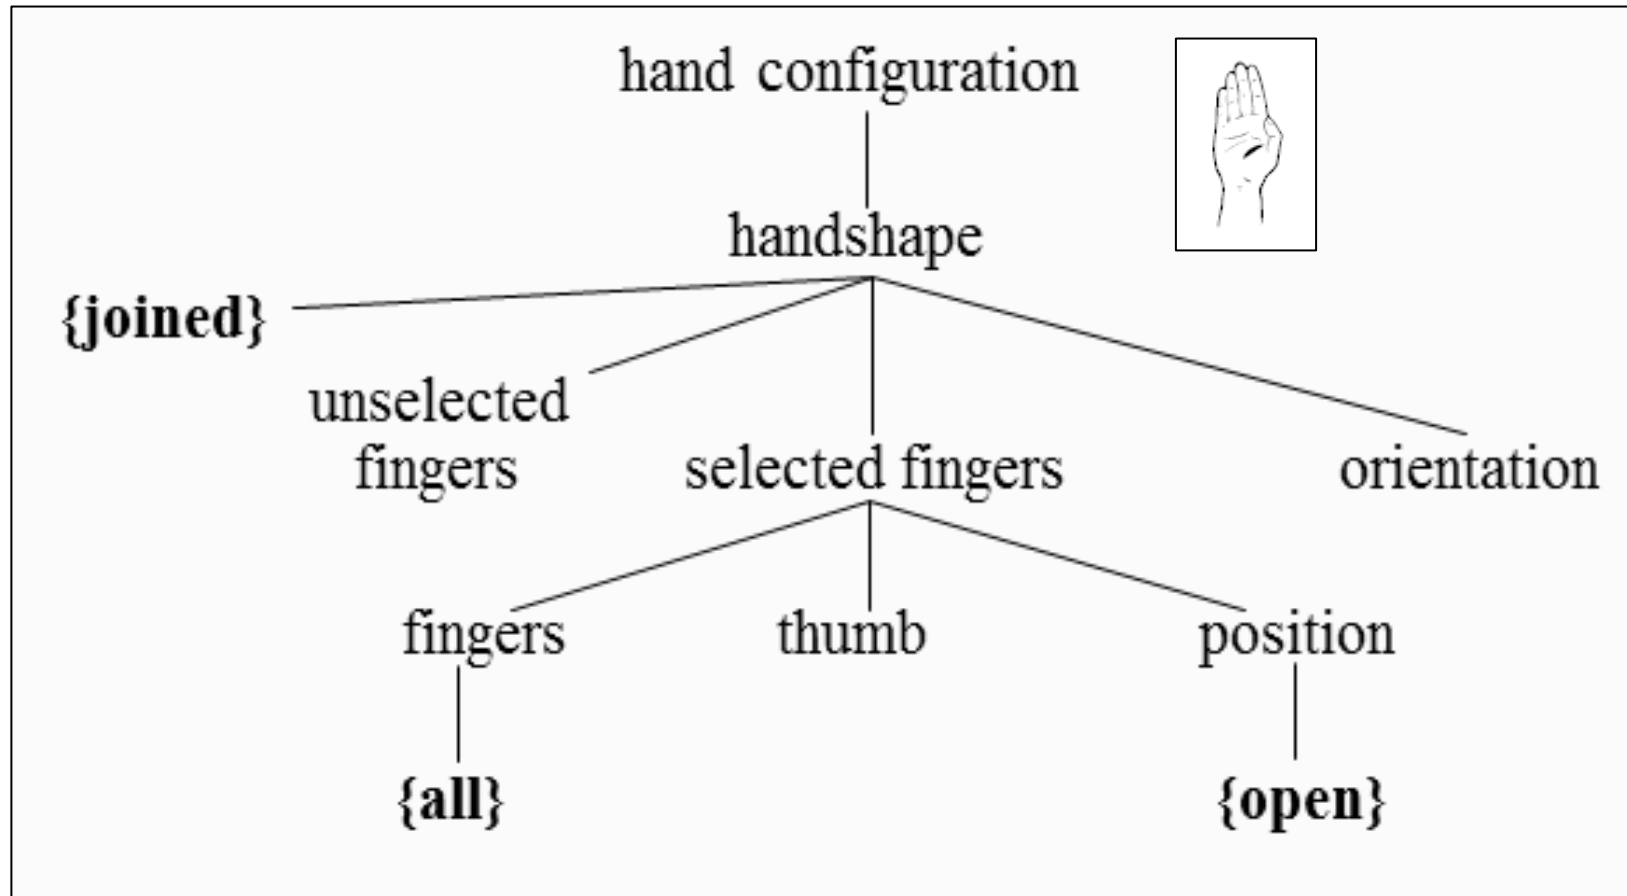 hand configuration
handshape
{joined}
unselected
fingers
selected fingers
orientation
fingers
thumb
position
{all}
{open}